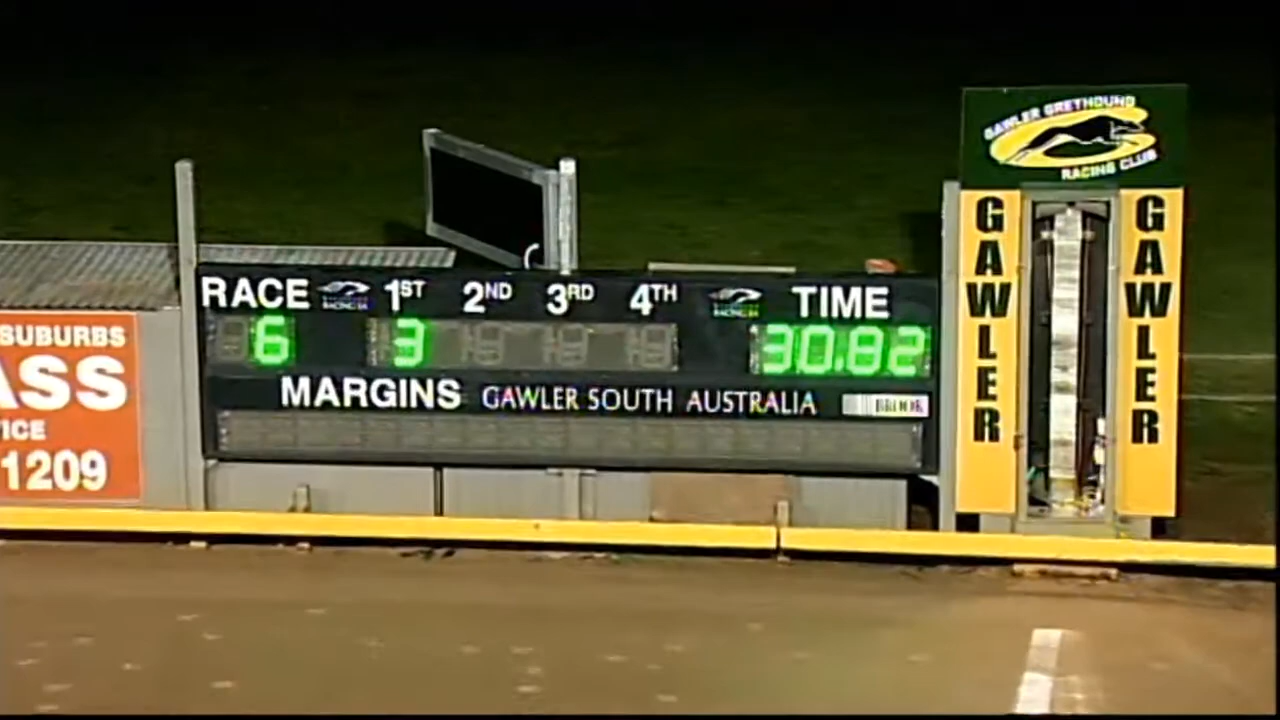 GAWLER GREYHOUND
RACING CLUB
GAWLER
GAWLER
RACE 1ST 2ND 3RD 4TH TIME
6 3 30.82
MARGINS GAWLER SOUTH AUSTRALIA
SUBURBS
ASS
ICE
1209